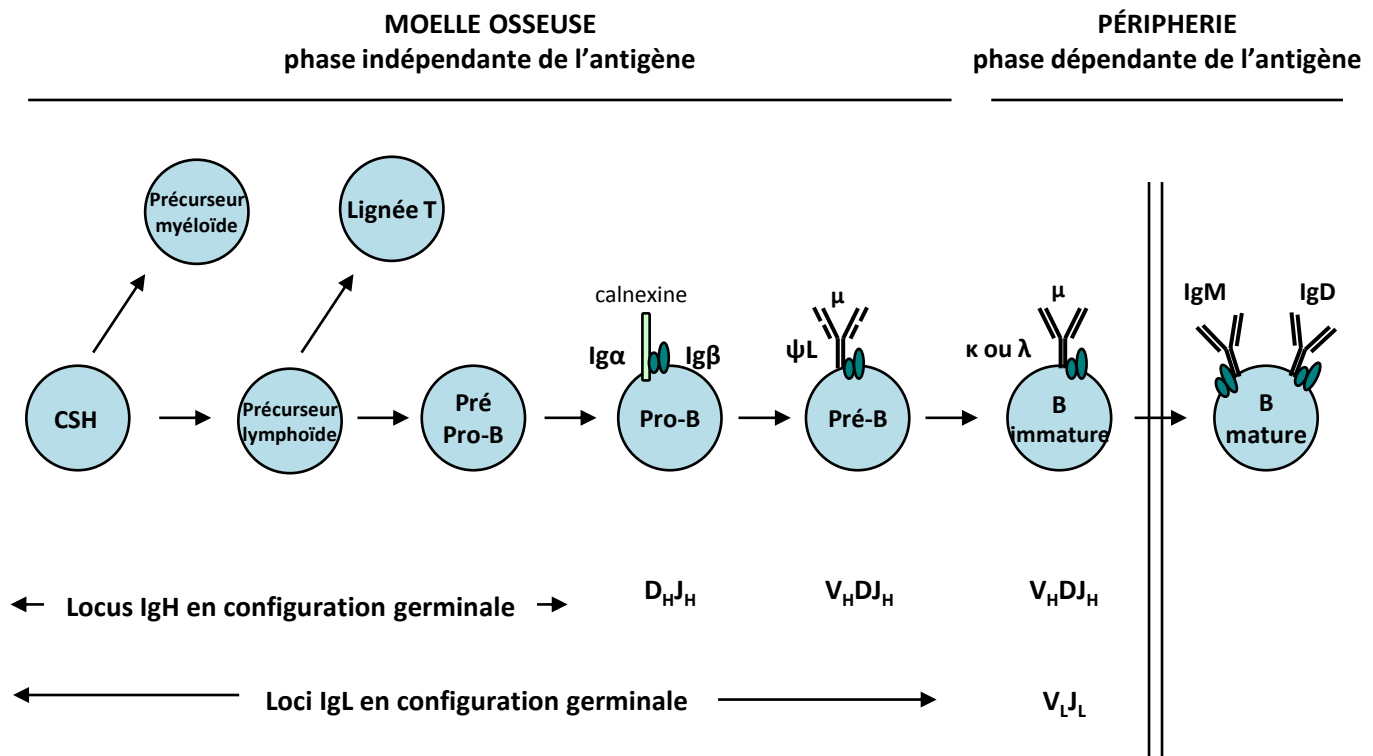 MOELLE OSSEUSE
phase indépendante de l’antigène
PÉRIPHERIE
phase dépendante de l’antigène
Précurseur
myéloïde
Lignée T
calnexine
Igα
Igβ
µ
ψL
µ
κ ou λ
IgM
IgD
CSH
Précurseur
lymphoïde
Pré
Pro-B
Pro-B
Pré-B
B
immature
B
mature
Locus IgH en configuration germinale
DHJH
VHDJH
VHDJH
Loci IgL en configuration germinale
VLJL